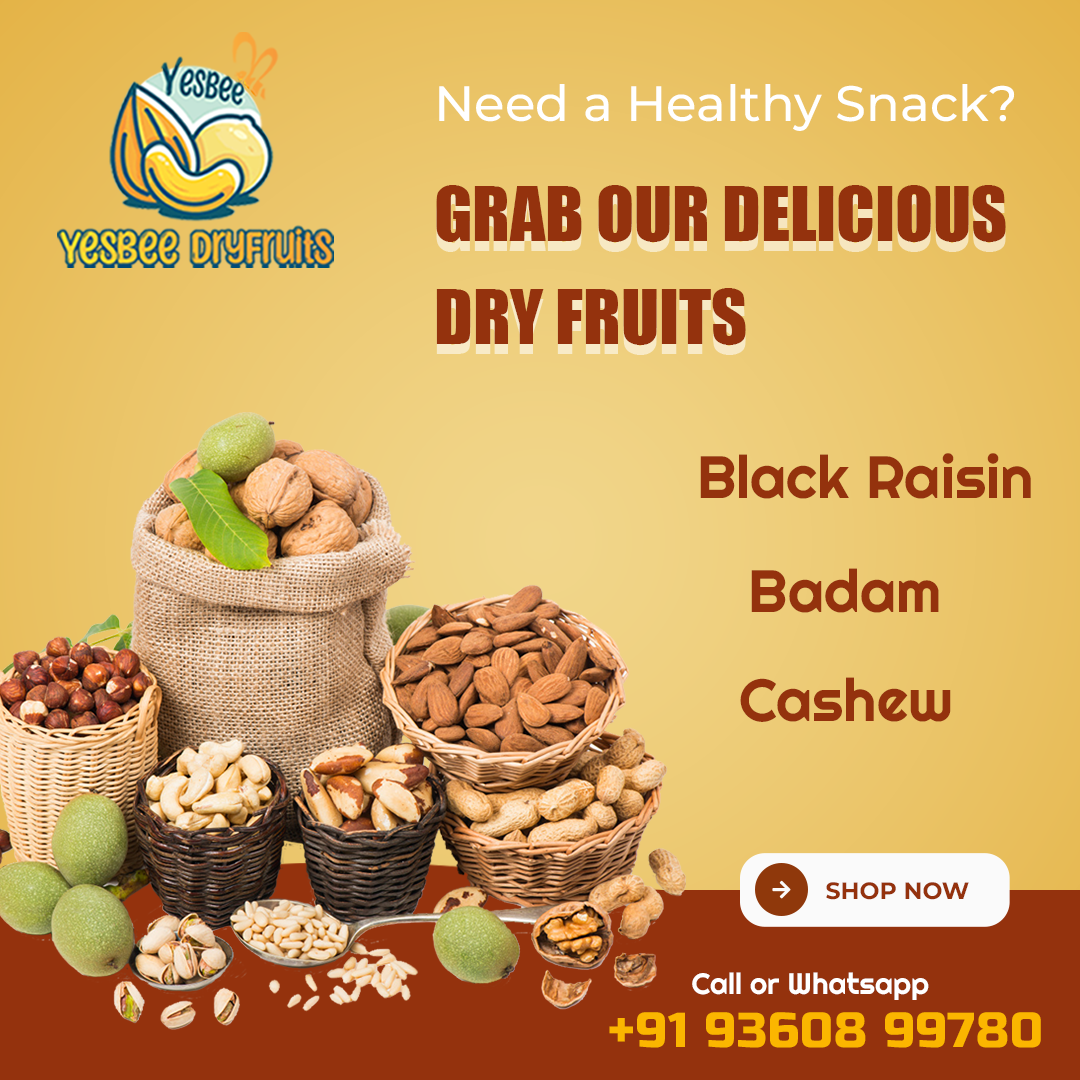 YESBEE
YESBEE DRYFRUITS
Need a Healthy Snack?
GRAB OUR DELICIOUS
DRY FRUITS
Black Raisin
Badam
Cashew
SHOP NOW
Call or Whatsapp
+91 93608 99780